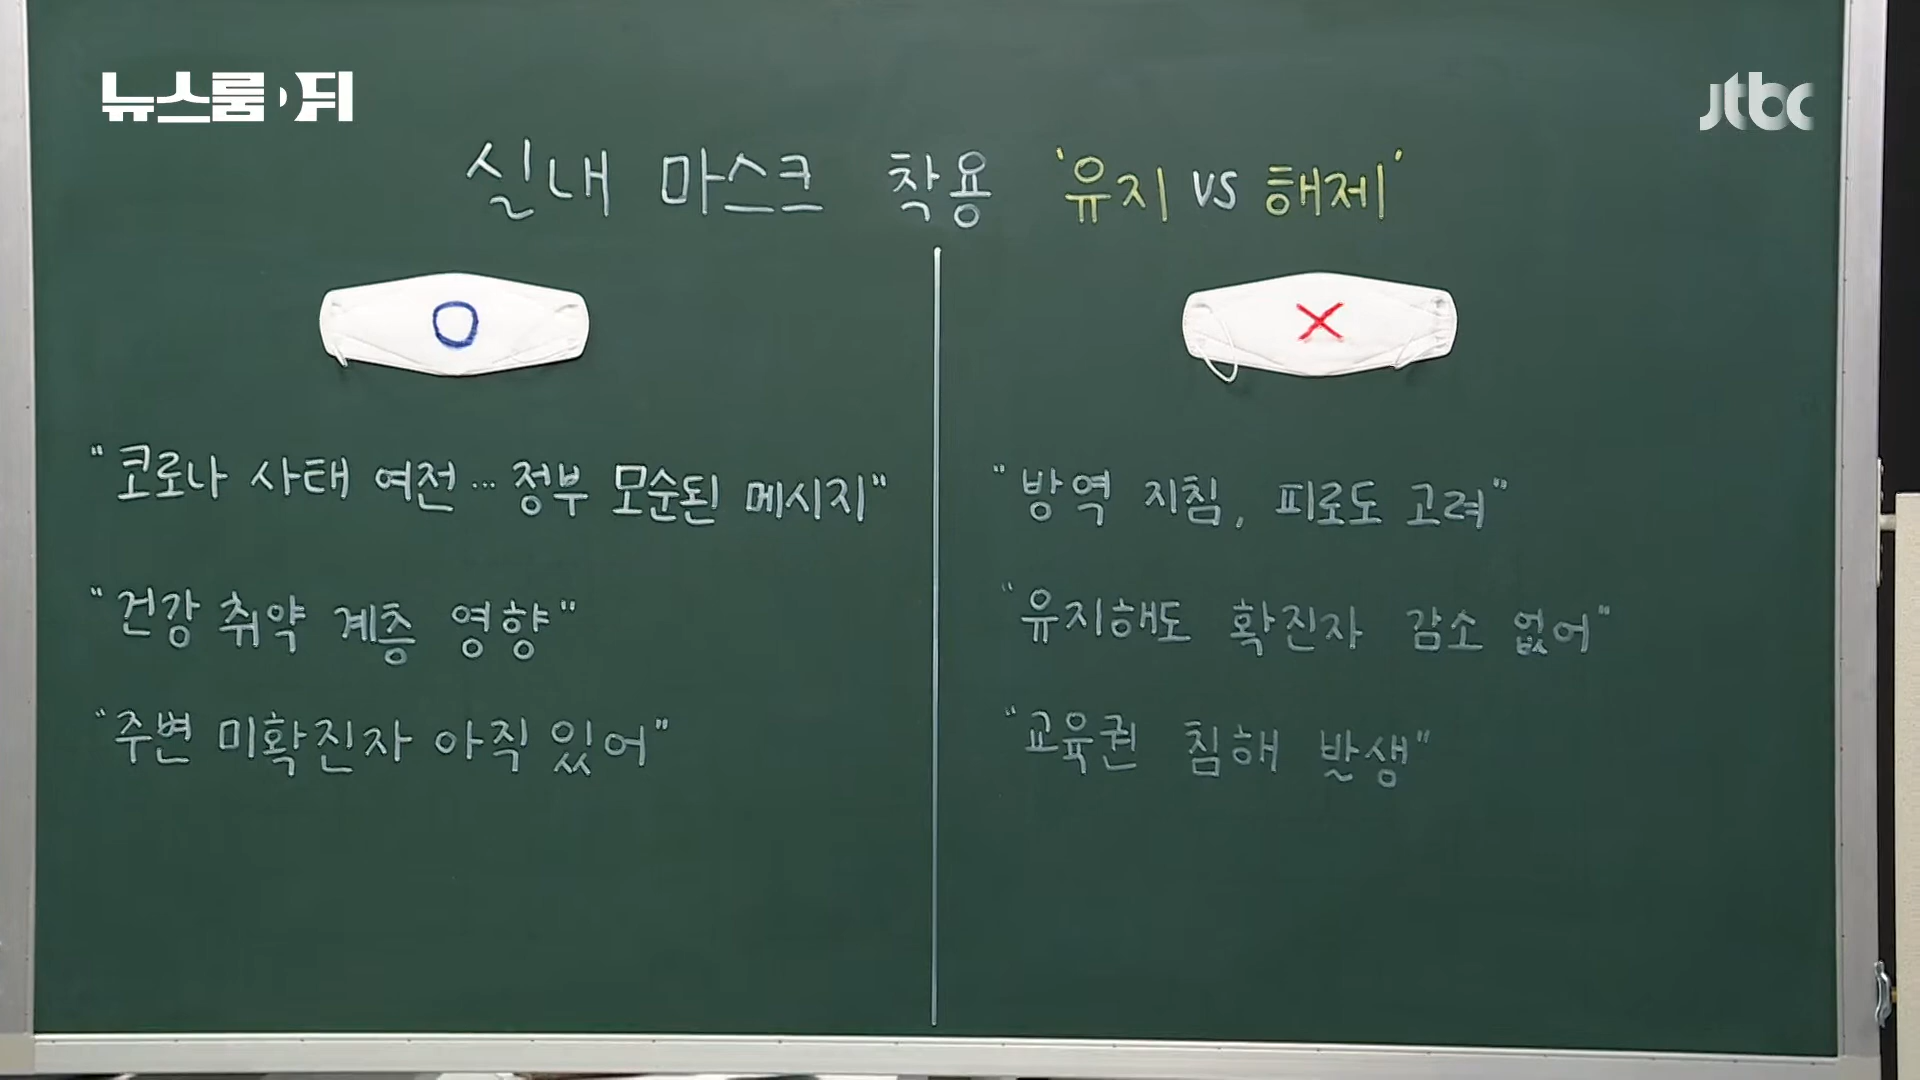 뉴스룸 뒤
jtbc
실내 마스크 착용 '유지 vs 해제'
O
X
"코로나 사태 여전… 정부 모순된 메시지"
"건강 취약 계층 영향"
"주변 미확진자 아직 있어"
"방역 지침, 피로도 고려"
"유지해도 확진자 감소 없어"
"교육권 침해 발생"